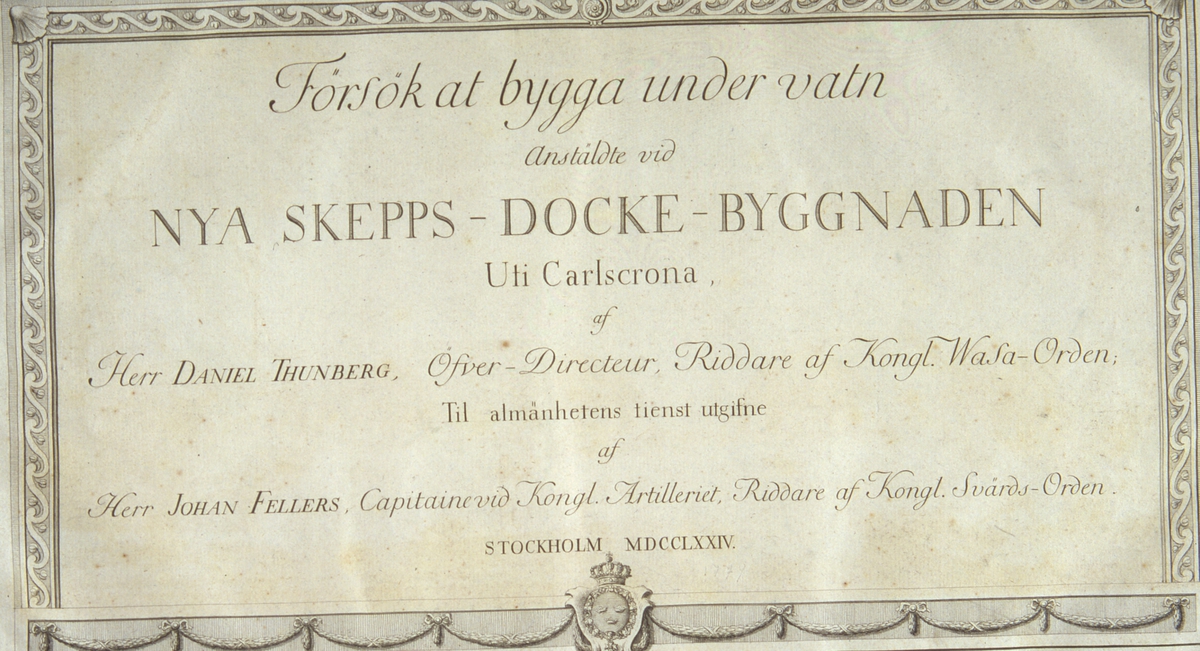 Försök at bygga under vatn
Anstäldte vid
NYA SKEPPS-DOCKE-BYGGNADEN
Uti Carlscrona,
af
Herr DANIEL THUNBERG, Öfver-Directeur, Riddare af Kongl. Wasa-Orden;
Til almänhetens tienst utgifne
af
Herr JOHAN FELLERS, Capitaine vid Kongl. Artilleriet, Riddare af Kongl. Svärds-Orden.
STOCKHOLM MDCCLXXIV.